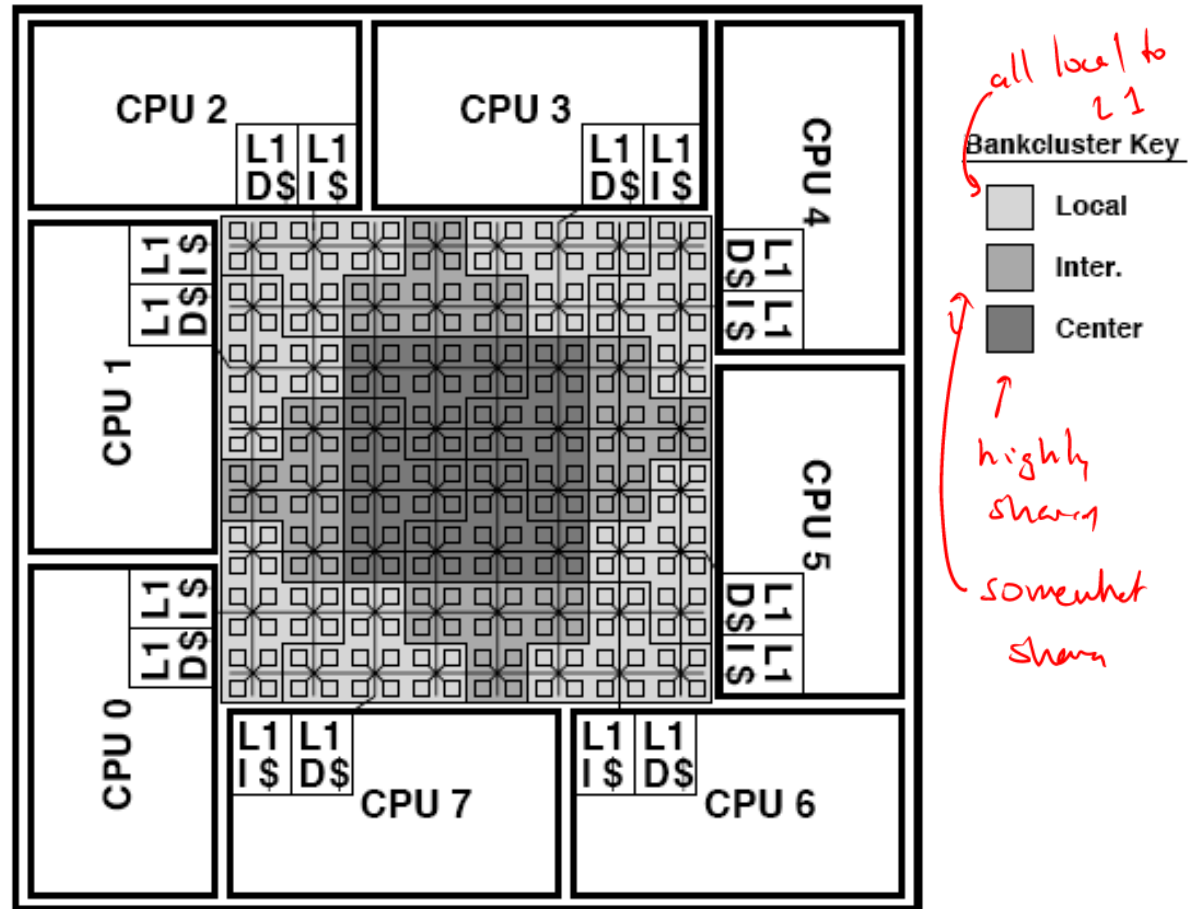 CPU 2
L1 L1
D$ I $
CPU 3
L1 L1
D$ I $
CPU 4
L1 L1
D$ I $
CPU 1
L1 L1
D$ I $
CPU 5
L1 L1
D$ I $
CPU 0
L1 L1
D$ I $
L1 L1
I $ D$
CPU 7
L1 L1
I $ D$
CPU 6
all local to
L1
Bankcluster Key
Local
Inter.
Center
highly
sharing
somewhat